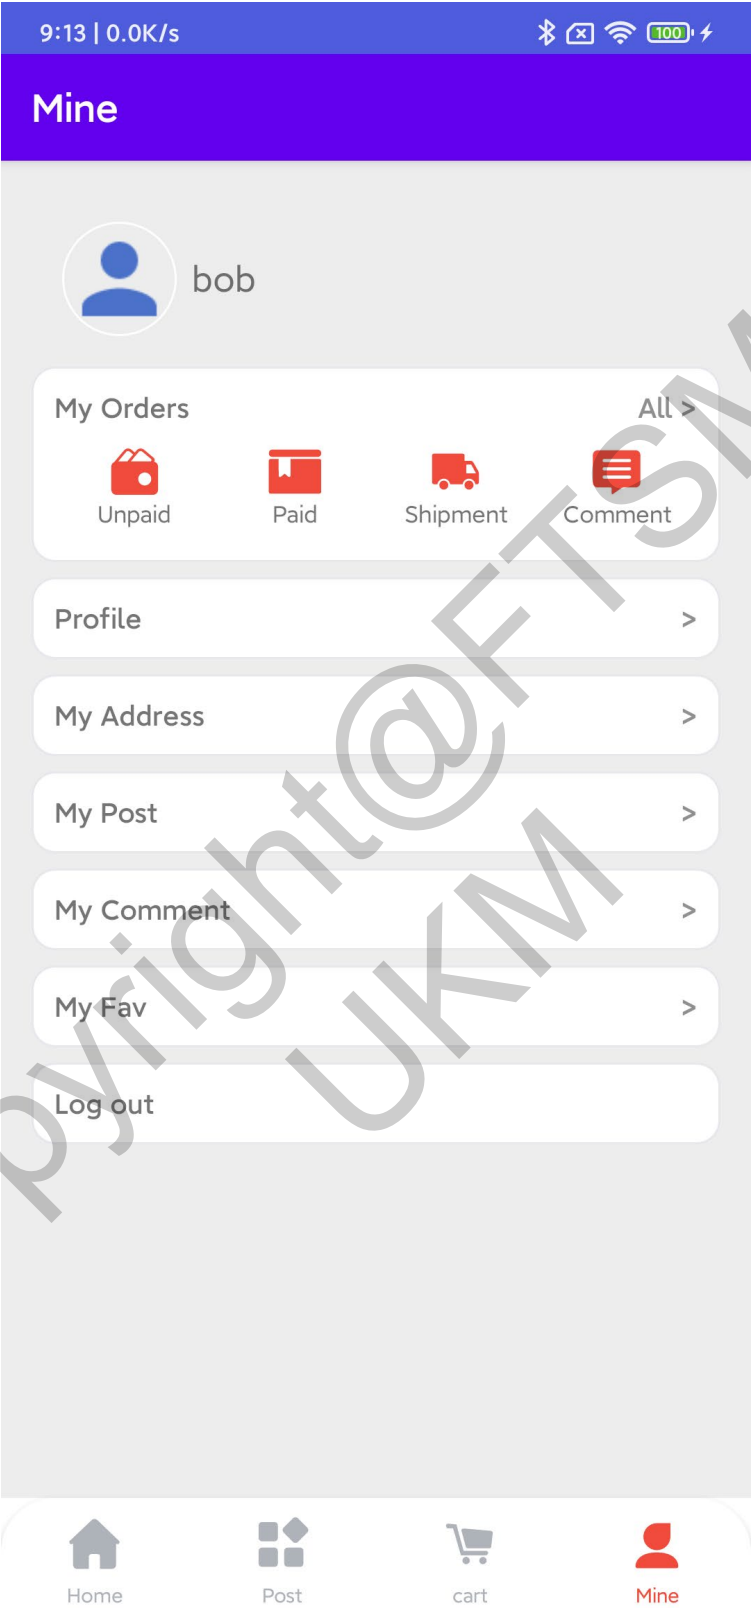 9:13 | 0.0K/s 100
Mine
bob
My Orders All >
Unpaid Paid Shipment Comment
Profile >
My Address >
My Post >
My Comment >
My Fav >
Log out
pyright@FTSM
UKM
Home Post cart Mine